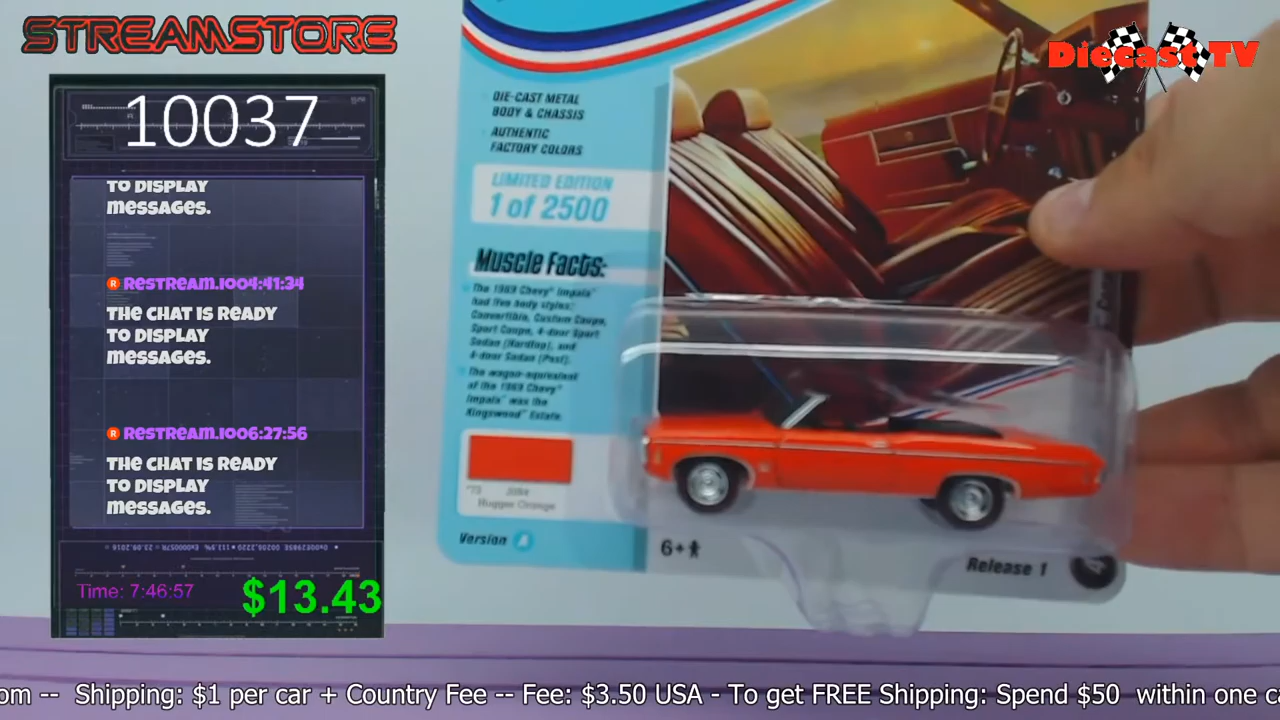 STREAMSTORE
10037
TO DISPLAY
MESSAGES.
RESTREAM.IO04:41:34
THE CHAT IS READY
TO DISPLAY
MESSAGES.
RESTREAM.IO06:27:56
THE CHAT IS READY
TO DISPLAY
MESSAGES.
Time: 7:46:57
$13.43
Diecast TV
DIE-CAST METAL
BODY & CHASSIS
AUTHENTIC
FACTORY COLORS
LIMITED EDITION
1 of 2500
Muscle Facts:
The 1969 Chevy Impala
had five body styles:
Convertible, Custom Coupe,
Sport Coupe, 4-door Sport
Sedan (Hardtop), and
4-door Sedan (Post).
The wagon-equivalent
of the 1969 Chevy
Impala was the
Kingswood Estate.
Hugger Orange
Version A
6+
Release 1
om -- Shipping: $1 per car + Country Fee -- Fee: $3.50 USA - To get FREE Shipping: Spend $50 within one ca